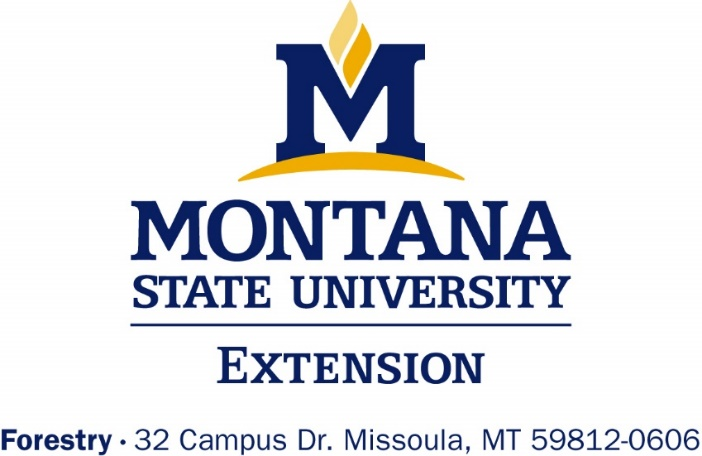 M
MONTANA
STATE UNIVERSITY
EXTENSION
Forestry · 32 Campus Dr. Missoula, MT 59812-0606